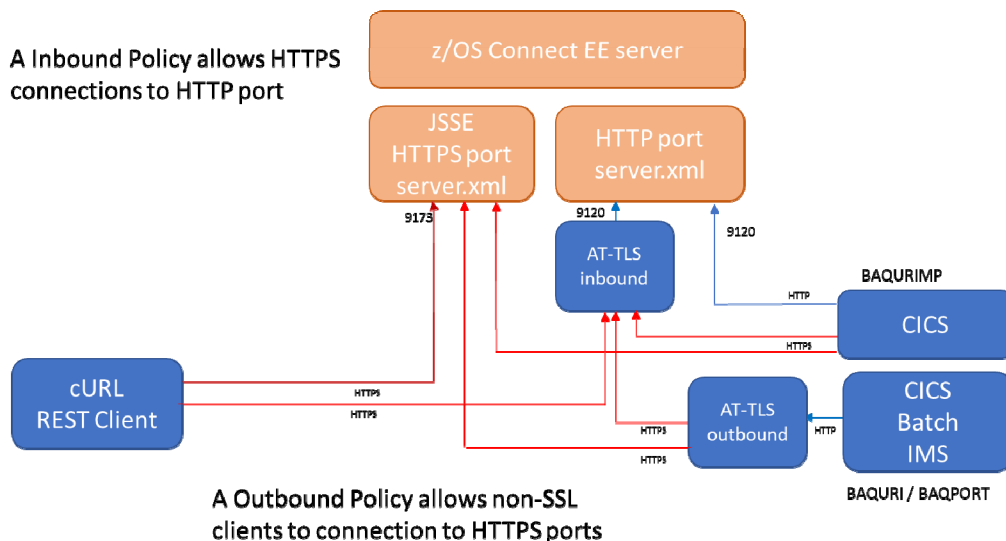 z/OS Connect EE server
A Inbound Policy allows HTTPS
connections to HTTP port
JSSE
HTTPS port
server.xml
HTTP port
server.xml
9173
9120
9120
AT-TLS
inbound
BAQURIMP
HTTP
CICS
HTTPS
cURL
REST Client
HTTPS
HTTPS
HTTPS
HTTPS
AT-TLS
outbound
HTTP
CICS
Batch
IMS
BAQURI / BAQPORT
A Outbound Policy allows non-SSL
clients to connection to HTTPS ports